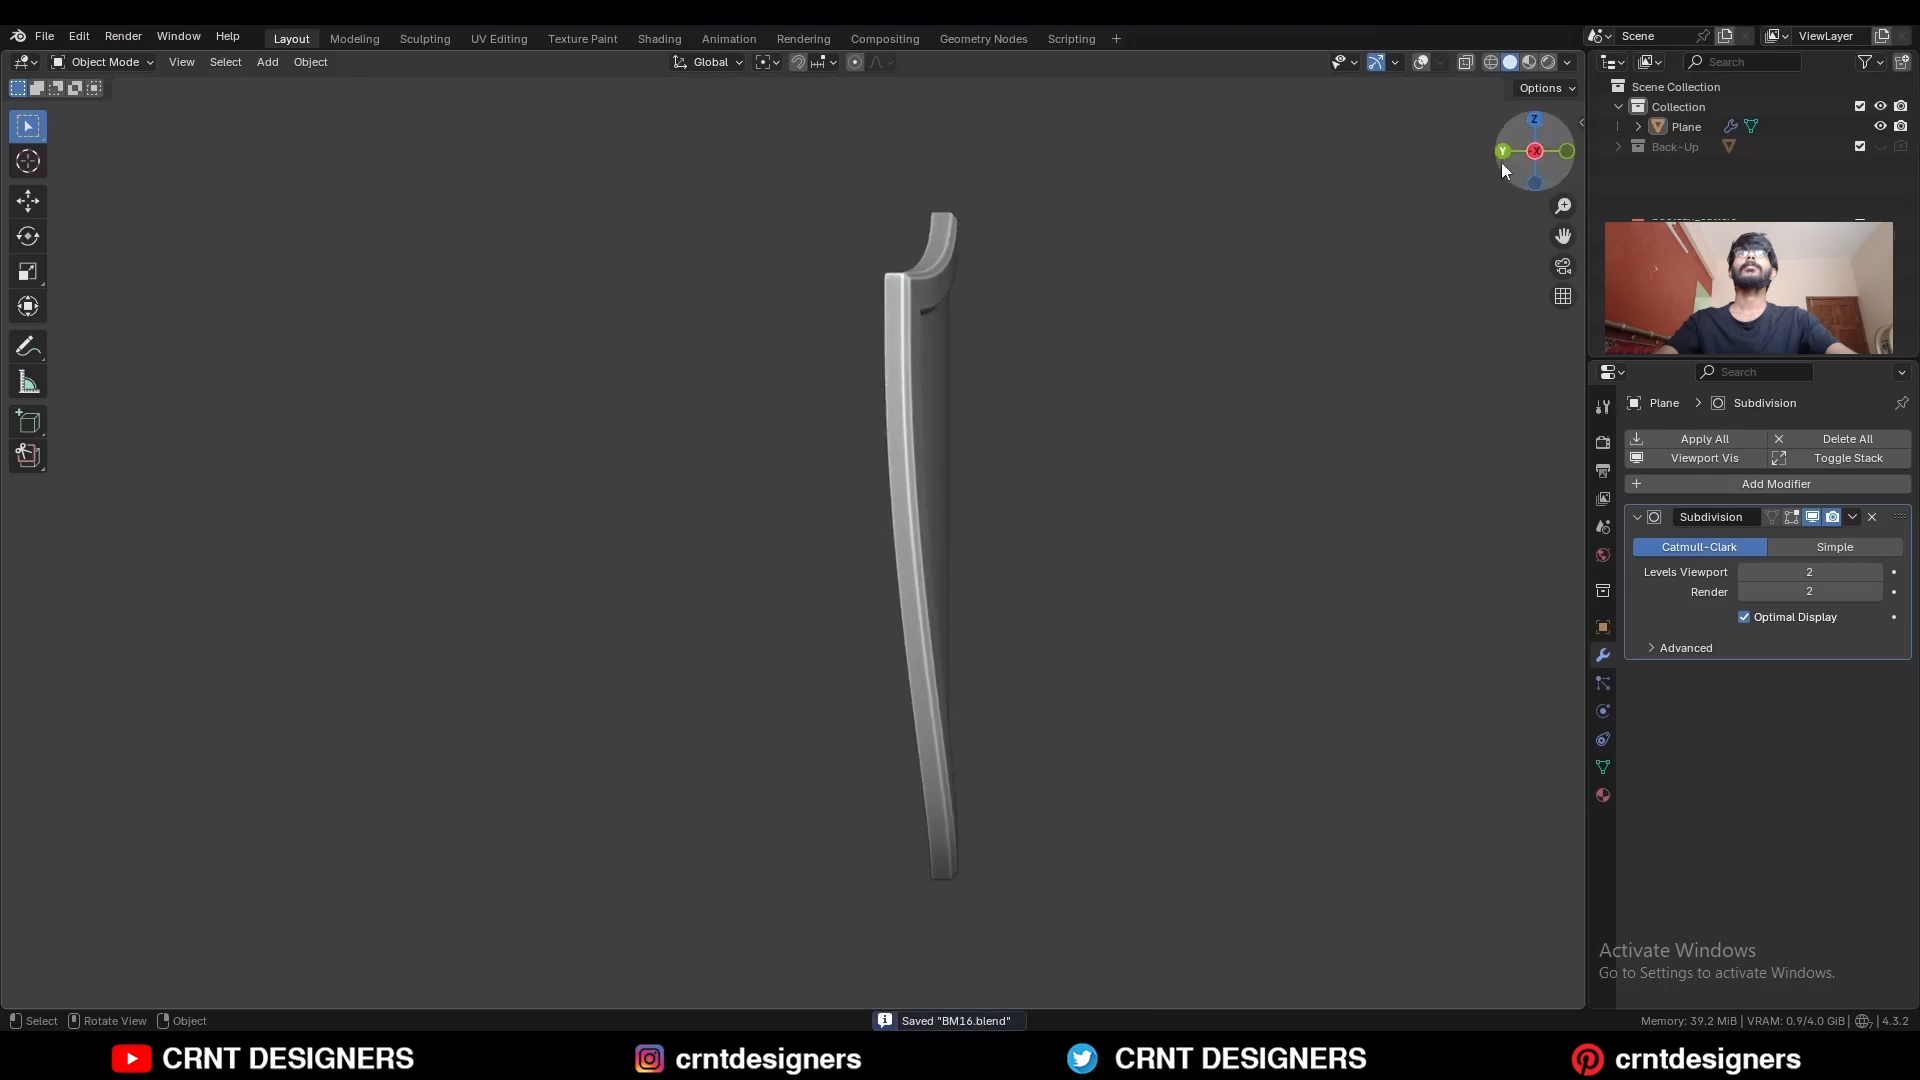 File Edit Render Window Help
Layout Modeling Sculpting UV Editing Texture Paint Shading Animation Rendering Compositing Geometry Nodes Scripting +
Scene
ViewLayer
Object Mode View Select Add Object
Global
Search
Options
Scene Collection
Collection
Plane
Back-Up
Z
Y
-X
Search
Plane > Subdivision
Apply All Delete All
Viewport Vis Toggle Stack
Add Modifier
Subdivision
Catmull-Clark Simple
Levels Viewport 2
Render 2
Optimal Display
Advanced
Activate Windows
Go to Settings to activate Windows.
Select Rotate View Object
Saved "BM16.blend"
Memory: 39.2 MiB | VRAM: 0.9/4.0 GiB | 7 | 4.3.2
CRNT DESIGNERS crntdesigners CRNT DESIGNERS crntdesigners